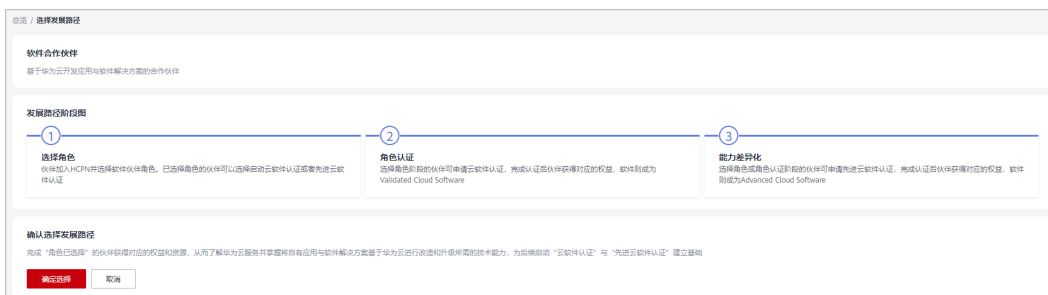 总览 / 选择发展路径
软件合作伙伴
基于华为云开发应用与软件解决方案的合作伙伴
发展路径阶段图
1
2
3
选择角色
伙伴加入HCPN并选择软件伙伴角色。已选择角色的伙伴可以选择启动云软件认证或者先进云软
件认证
角色认证
选择角色阶段的伙伴可申请云软件认证，完成认证后伙伴获得对应的权益，软件则成为
Validated Cloud Software
能力差异化
选择角色或角色认证阶段的伙伴可申请先进云软件认证，完成认证后伙伴获得对应的权益，软件
则成为Advanced Cloud Software
确认选择发展路径
完成“角色已选择”的伙伴获得对应的权益和资源，从而了解华为云服务并掌握将自有应用与软件解决方案基于华为云进行改造和升级所需的技术能力，为后续启动“云软件认证”与“先进云软件认证”建立基础
确定选择
取消